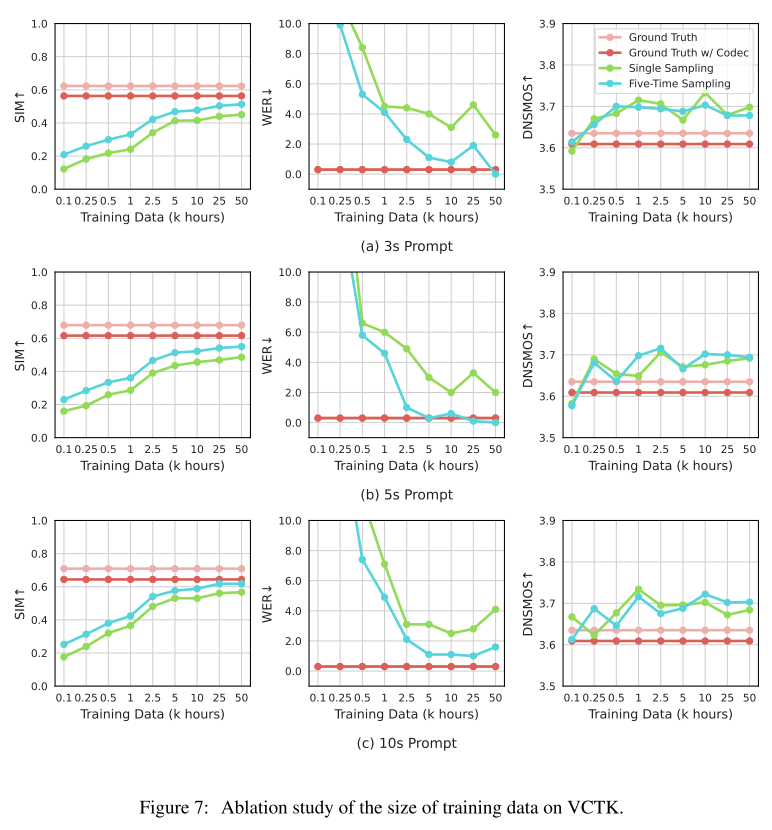 1.0
0.8
0.6
0.4
0.2
0.0
SIM↑
0.1 0.25 0.5 1 2.5 5 10 25 50
Training Data (k hours)
10.0
8.0
6.0
4.0
2.0
0.0
WER↓
0.1 0.25 0.5 1 2.5 5 10 25 50
Training Data (k hours)
3.9
3.8
3.7
3.6
3.5
DNSMOS↑
Ground Truth
Ground Truth w/ Codec
Single Sampling
Five-Time Sampling
0.1 0.25 0.5 1 2.5 5 10 25 50
Training Data (k hours)
(a) 3s Prompt
1.0
0.8
0.6
0.4
0.2
0.0
SIM↑
0.1 0.25 0.5 1 2.5 5 10 25 50
Training Data (k hours)
10.0
8.0
6.0
4.0
2.0
0.0
WER↓
0.1 0.25 0.5 1 2.5 5 10 25 50
Training Data (k hours)
3.9
3.8
3.7
3.6
3.5
DNSMOS↑
0.1 0.25 0.5 1 2.5 5 10 25 50
Training Data (k hours)
(b) 5s Prompt
1.0
0.8
0.6
0.4
0.2
0.0
SIM↑
0.1 0.25 0.5 1 2.5 5 10 25 50
Training Data (k hours)
10.0
8.0
6.0
4.0
2.0
0.0
WER↓
0.1 0.25 0.5 1 2.5 5 10 25 50
Training Data (k hours)
3.9
3.8
3.7
3.6
3.5
DNSMOS↑
0.1 0.25 0.5 1 2.5 5 10 25 50
Training Data (k hours)
(c) 10s Prompt
Figure 7: Ablation study of the size of training data on VCTK.